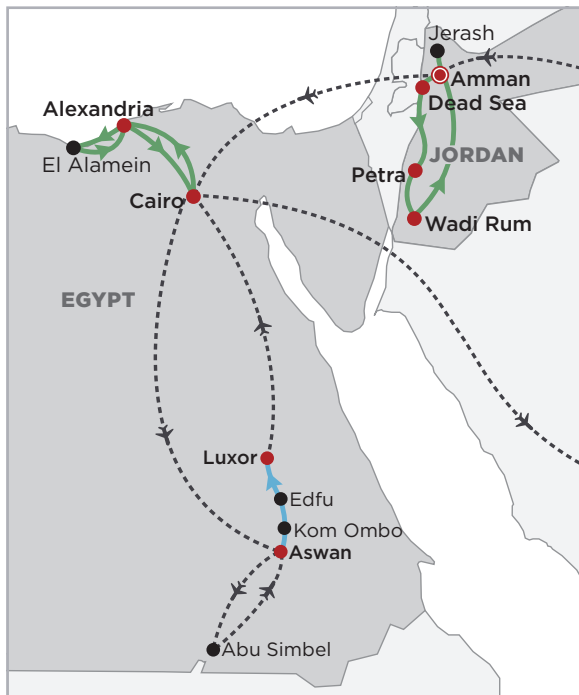 Jerash
Amman
Dead Sea
Alexandria
El Alamein
JORDAN
Petra
Cairo
Wadi Rum
EGYPT
Luxor
Edfu
Kom Ombo
Aswan
Abu Simbel